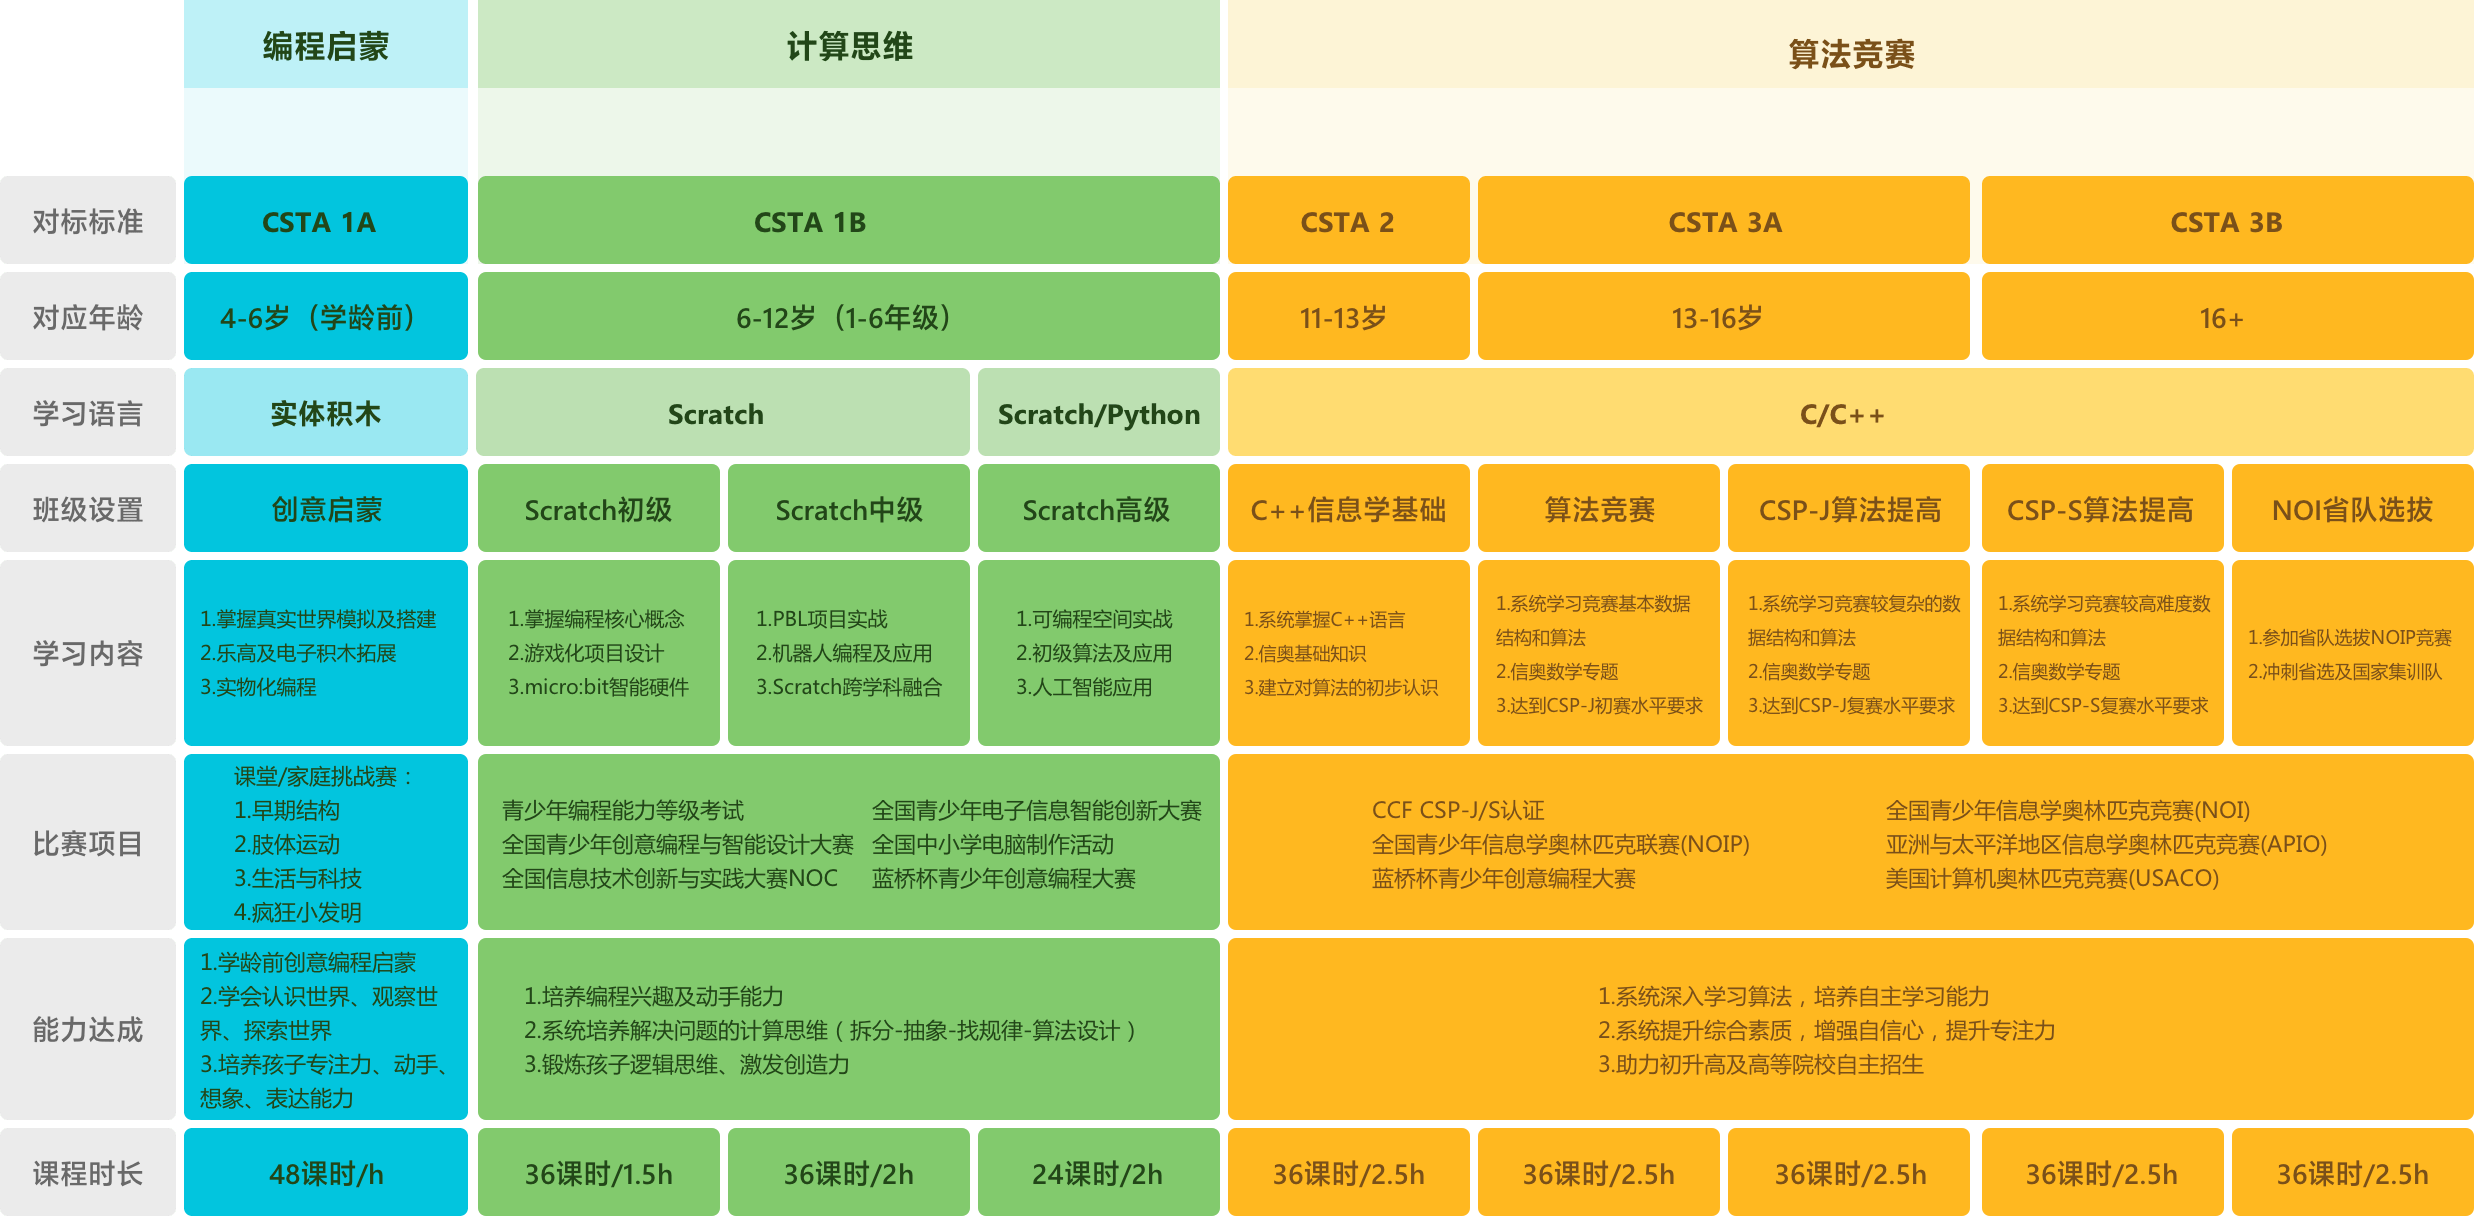 编程启蒙
计算思维
算法竞赛
对标标准
CSTA 1A
CSTA 1B
CSTA 2
CSTA 3A
CSTA 3B
对应年龄
4-6岁（学龄前）
6-12岁（1-6年级）
11-13岁
13-16岁
16+
学习语言
实体积木
Scratch
Scratch/Python
C/C++
班级设置
创意启蒙
Scratch初级
Scratch中级
Scratch高级
C++信息学基础
算法竞赛
CSP-J算法提高
CSP-S算法提高
NOI省队选拔
学习内容
1.掌握真实世界模拟及搭建
2.乐高及电子积木拓展
3.实物化编程
1.掌握编程核心概念
2.游戏化项目设计
3.micro:bit智能硬件
1.PBL项目实战
2.机器人编程及应用
3.Scratch跨学科融合
1.可编程空间实战
2.初级算法及应用
3.人工智能应用
1.系统掌握C++语言
2.信奥基础知识
3.建立对算法的初步认识
1.系统学习竞赛基本数据
结构和算法
2.信奥数学专题
3.达到CSP-J初赛水平要求
1.系统学习竞赛较复杂的数
据结构和算法
2.信奥数学专题
3.达到CSP-J复赛水平要求
1.系统学习竞赛较高难度数
据结构和算法
2.信奥数学专题
3.达到CSP-S复赛水平要求
1.参加省队选拔NOIP竞赛
2.冲刺省选及国家集训队
比赛项目
课堂/家庭挑战赛：
1.早期结构
2.肢体运动
3.生活与科技
4.疯狂小发明
青少年编程能力等级考试
全国青少年创意编程与智能设计大赛
全国信息技术创新与实践大赛NOC
全国青少年电子信息智能创新大赛
全国中小学电脑制作活动
蓝桥杯青少年创意编程大赛
CCF CSP-J/S认证
全国青少年信息学奥林匹克联赛(NOIP)
蓝桥杯青少年创意编程大赛
全国青少年信息学奥林匹克竞赛(NOI)
亚洲与太平洋地区信息学奥林匹克竞赛(APIO)
美国计算机奥林匹克竞赛(USACO)
能力达成
1.学龄前创意编程启蒙
2.学会认识世界、观察世
界、探索世界
3.培养孩子专注力、动手、
想象、表达能力
1.培养编程兴趣及动手能力
2.系统培养解决问题的计算思维（拆分-抽象-找规律-算法设计）
3.锻炼孩子逻辑思维、激发创造力
1.系统深入学习算法，培养自主学习能力
2.系统提升综合素质，增强自信心，提升专注力
3.助力初升高及高等院校自主招生
课程时长
48课时/h
36课时/1.5h
36课时/2h
24课时/2h
36课时/2.5h
36课时/2.5h
36课时/2.5h
36课时/2.5h
36课时/2.5h